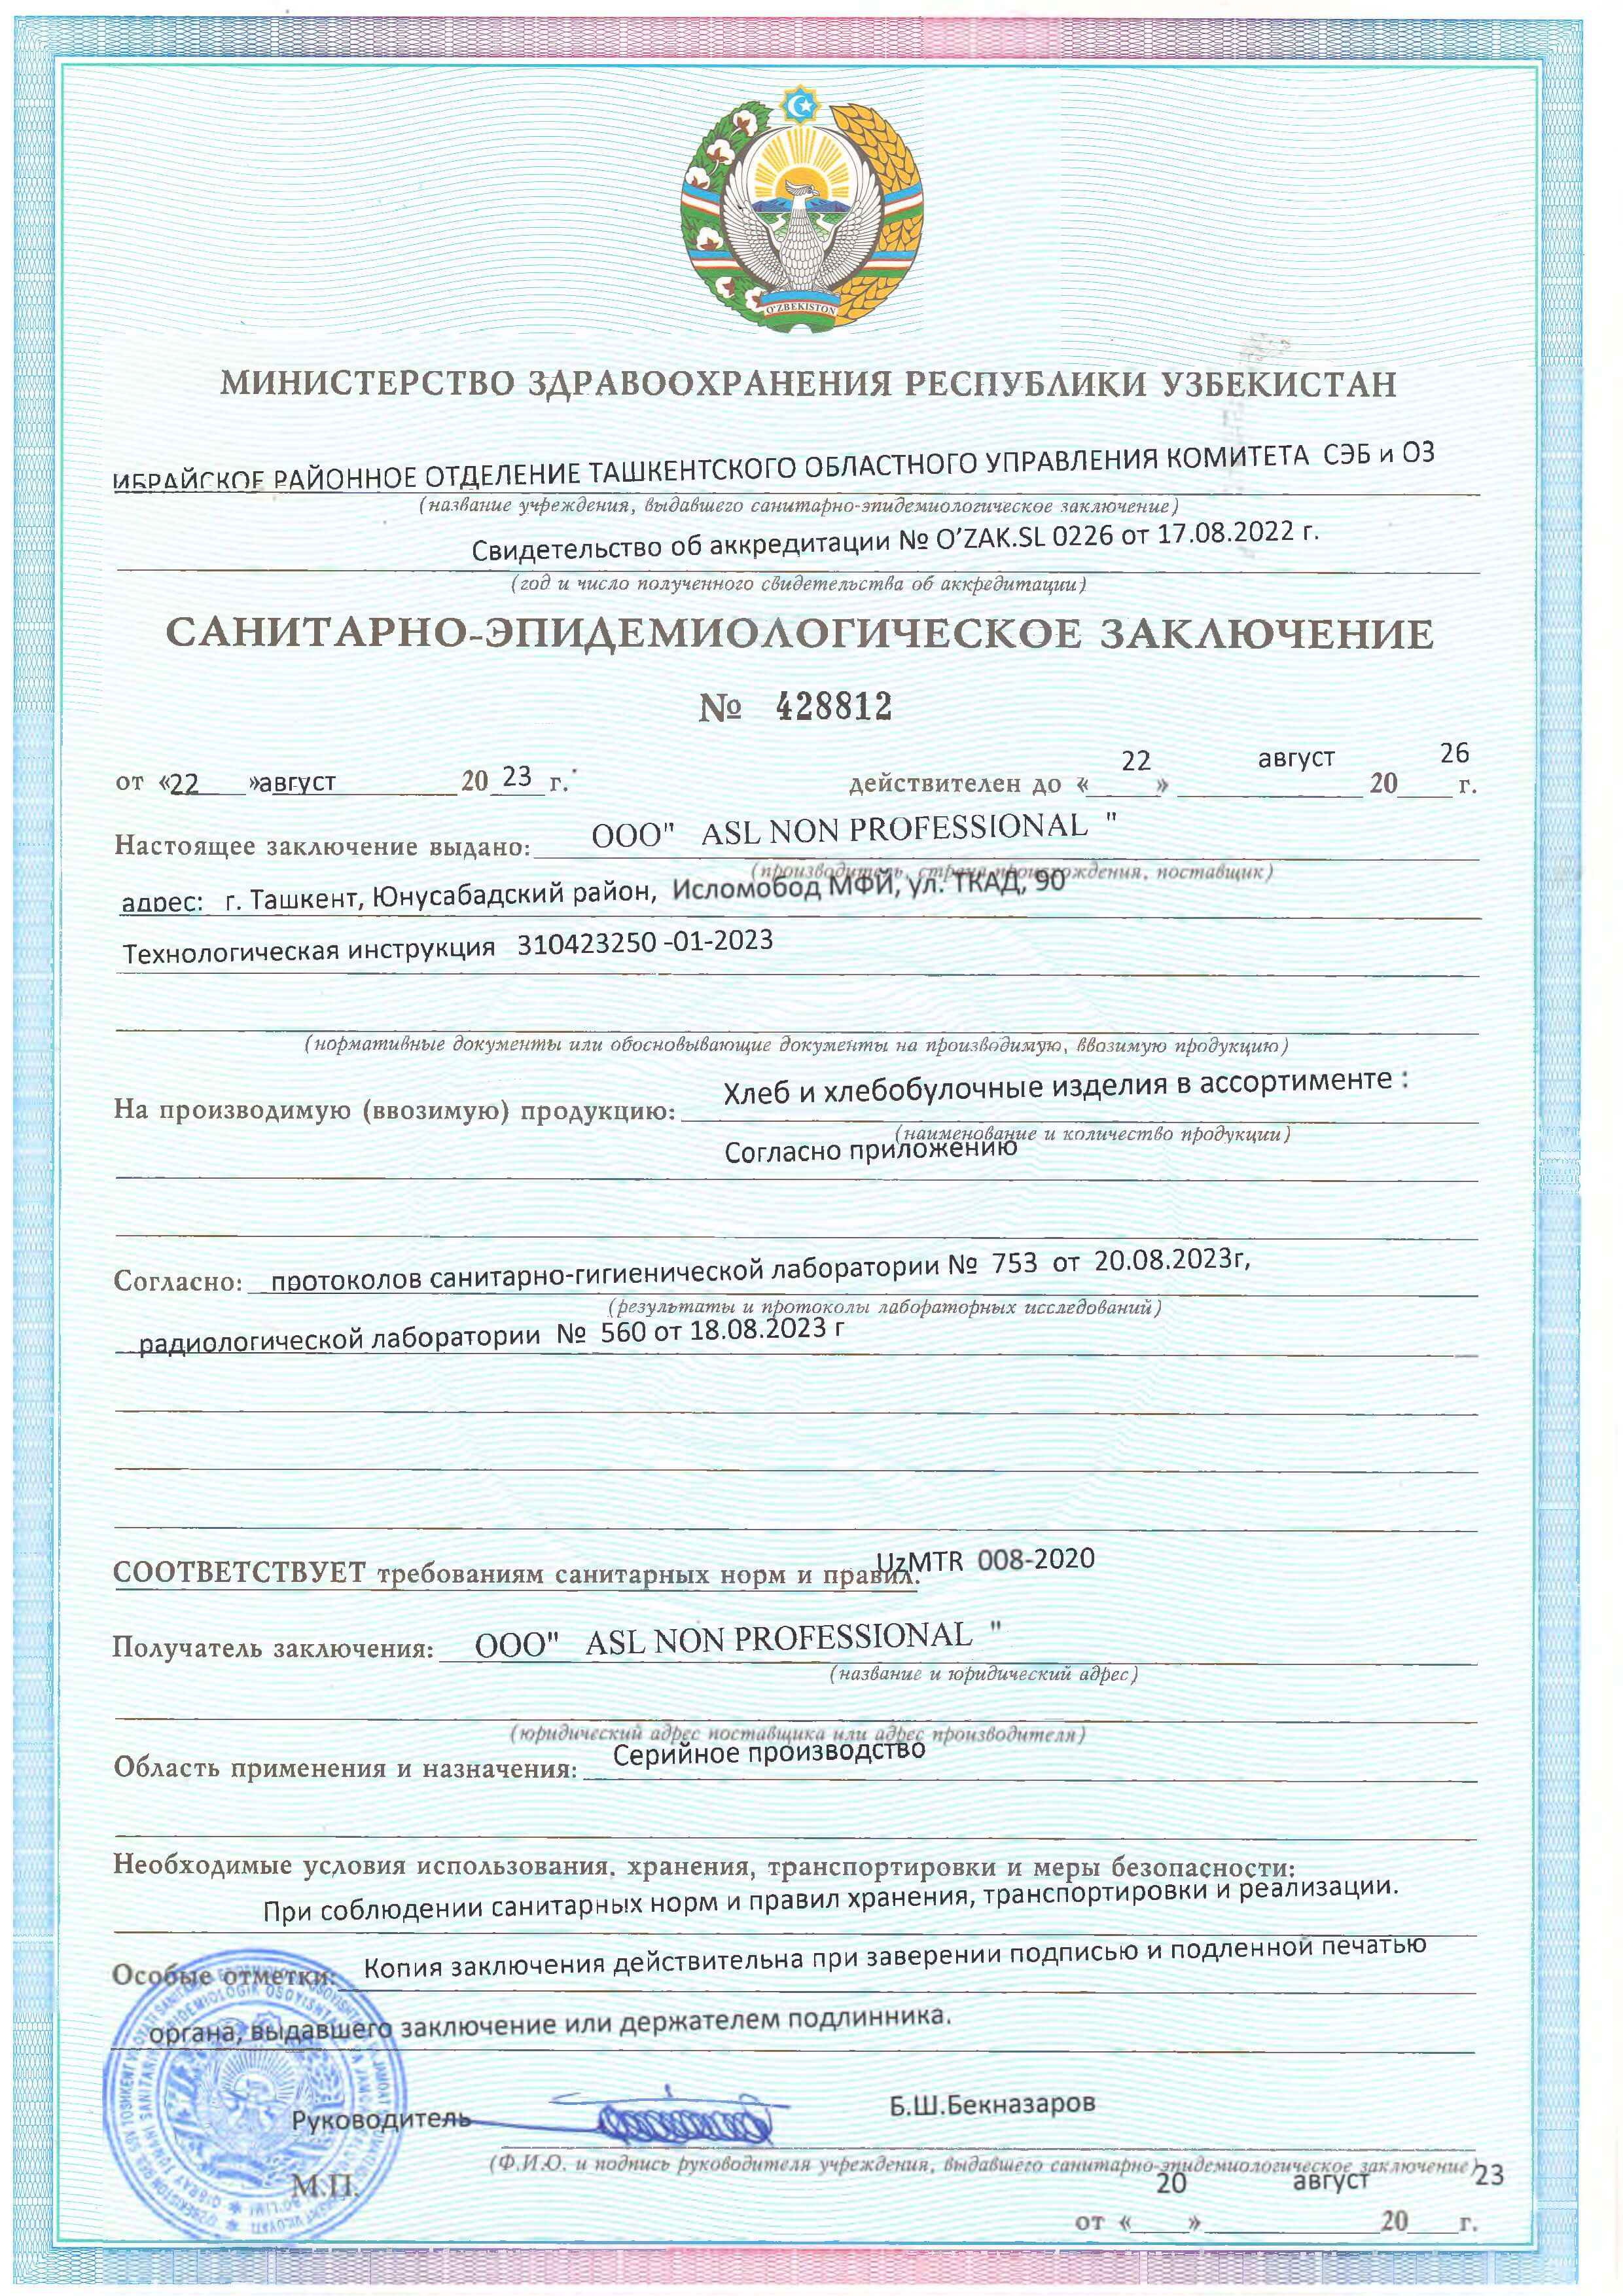 O'ZBEKISTON
МИНИСТЕРСТВО ЗДРАВООХРАНЕНИЯ РЕСПУБЛИКИ УЗБЕКИСТАН
ИБРАЙСКОЕ РАЙОННОЕ ОТДЕЛЕНИЕ ТАШКЕНТСКОГО ОБЛАСТНОГО УПРАВЛЕНИЯ КОМИТЕТА СЭБ и ОЗ
(название учреждения, выдавшего санитарно-эпидемиологическое заключение)
Свидетельство об аккредитации № O'ZAK.SL 0226 от 17.08.2022 г.
(год и число полученного свидетельства об аккредитации)
САНИТАРНО-ЭПИДЕМИОЛОГИЧЕСКОЕ ЗАКЛЮЧЕНИЕ
№ 428812
от «22 »август 20 23 г. действителен до « 22 » август 20 26 г.
Настоящее заключение выдано: ООО" ASL NON PROFESSIONAL "
(производитель, страна происхождения, поставщик)
адрес: г. Ташкент, Юнусабадский район, Исломобод МФЙ, ул. ТКАД, 90
Технологическая инструкция 310423250 -01-2023
(нормативные документы или обосновывающие документы на производимую, ввозимую продукцию)
На производимую (ввозимую) продукцию: Хлеб и хлебобулочные изделия в ассортименте :
(наименование и количество продукции)
Согласно приложению
Согласно: протоколов санитарно-гигиенической лаборатории № 753 от 20.08.2023г,
(результаты и протоколы лабораторных исследований)
радиологической лаборатории № 560 от 18.08.2023 г
СООТВЕТСТВУЕТ требованиям санитарных норм и правил. UzMTR 008-2020
Получатель заключения: ООО" ASL NON PROFESSIONAL "
(название и юридический адрес)
(юридический адрес поставщика или адрес производителя)
Область применения и назначения: Серийное производство
Необходимые условия использования, хранения, транспортировки и меры безопасности:
При соблюдении санитарных норм и правил хранения, транспортировки и реализации.
Особые отметки: Копия заключения действительна при заверении подписью и подленной печатью
органа, выдавшего заключение или держателем подлинника.
Руководитель Б.Ш.Бекназаров
(Ф.И.О. и подпись руководителя учреждения, выдавшего санитарно-эпидемиологическое заключение)
М.П.
от « 20 » август 20 23 г.